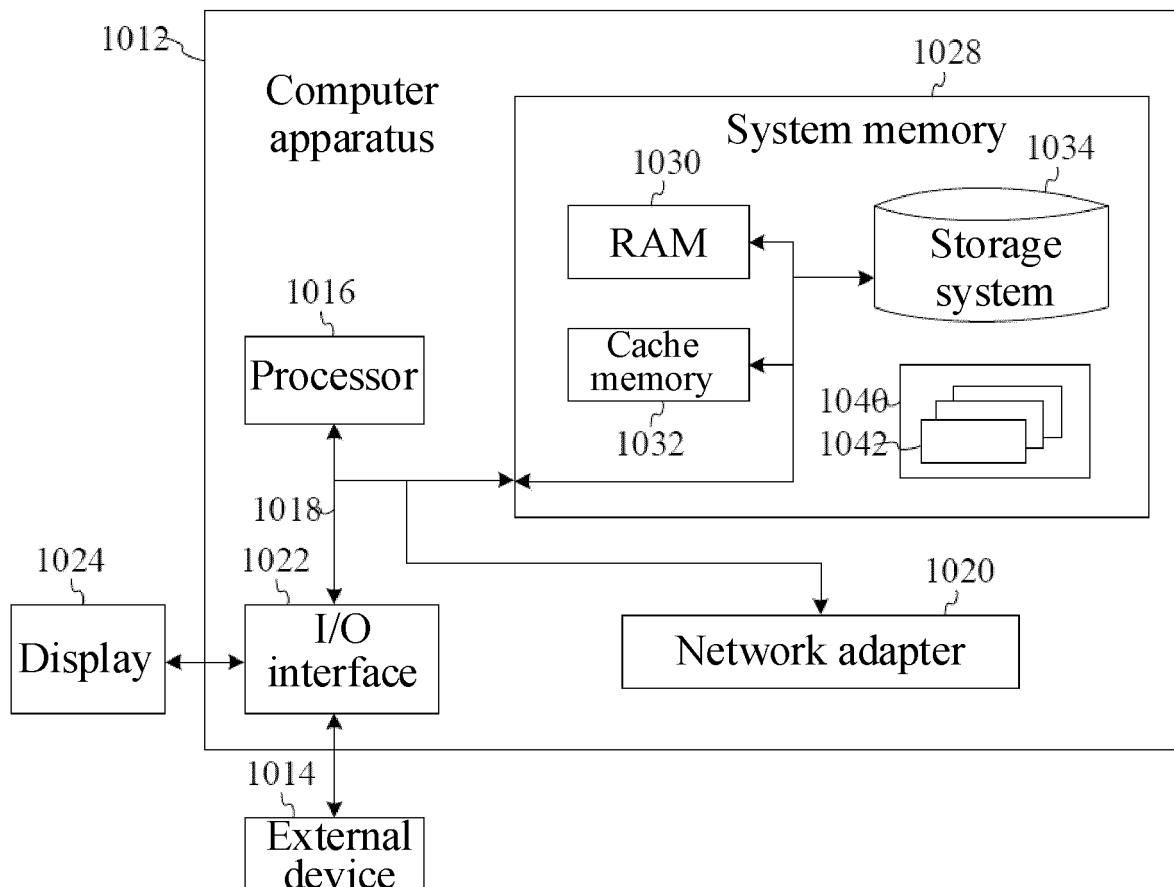 1012
Computer
apparatus
1028
System memory
1030
RAM
1034
Storage
system
1016
Processor
Cache
memory
1032
1040
1042
1018
1024
Display
1022
I/O
interface
1020
Network adapter
1014
External
device